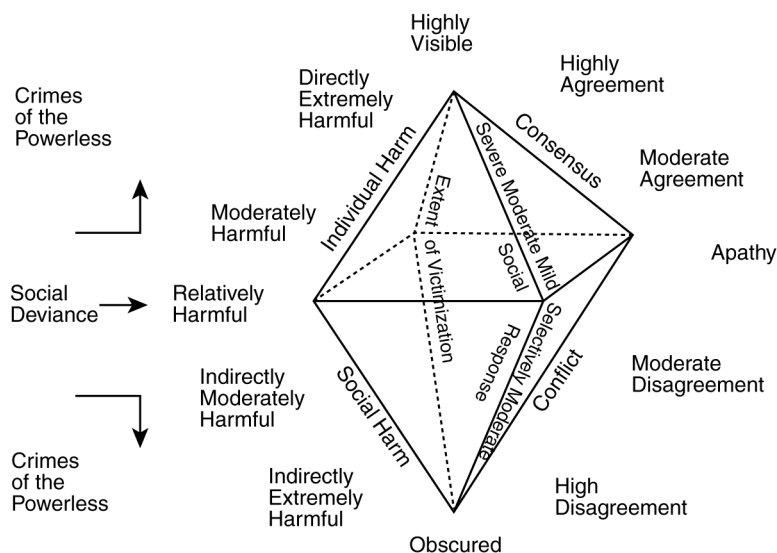 Highly
Visible
Directly
Extremely
Harmful
Highly
Agreement
Crimes
of the
Powerless
Individual Harm
Severe Moderate Mild
Consensus
Moderate
Agreement
Moderately
Harmful
Extent of Victimization
Social Response
Apathy
Social
Deviance
Relatively
Harmful
Selectively Moderate
Conflict
Indirectly
Moderately
Harmful
Social Harm
Moderate
Disagreement
Crimes
of the
Powerless
Indirectly
Extremely
Harmful
High
Disagreement
Obscured